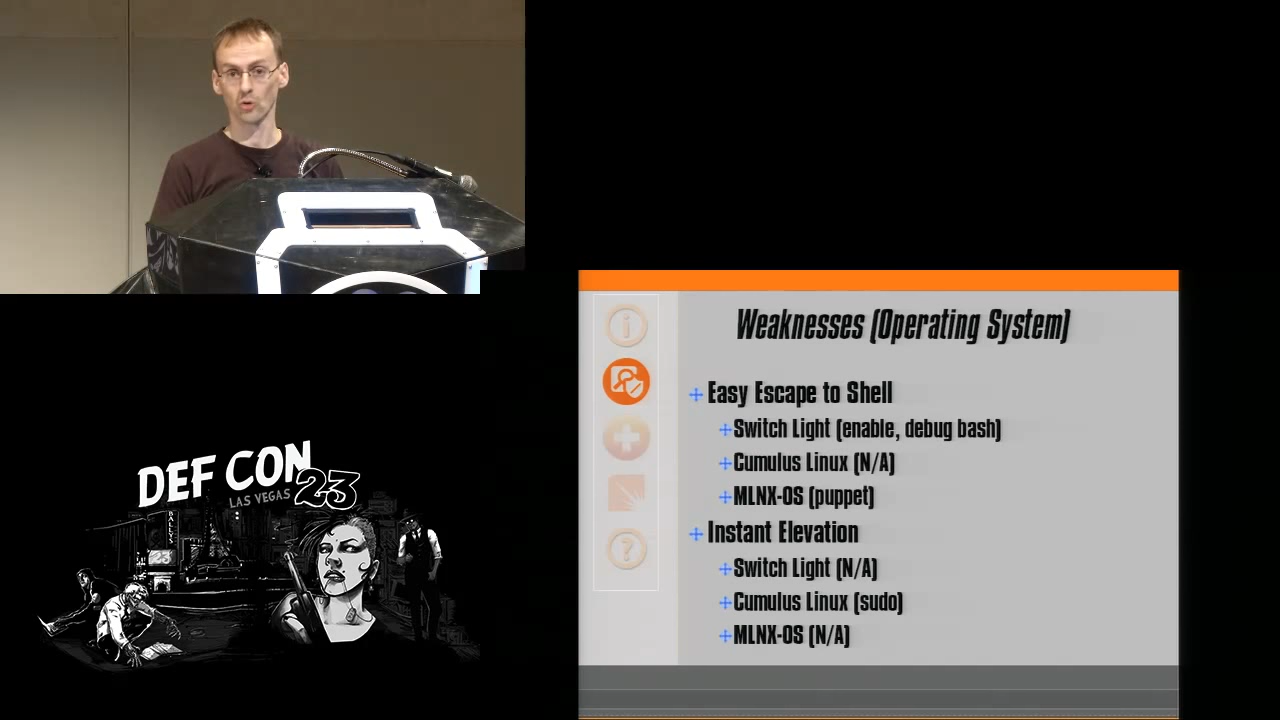 Weaknesses (Operating System)
Easy Escape to Shell
Switch Light (enable, debug bash)
Cumulus Linux (N/A)
MLNX-OS (puppet)
Instant Elevation
Switch Light (N/A)
Cumulus Linux (sudo)
MLNX-OS (N/A)
DEF CON
LAS VEGAS 23
BALLY'S